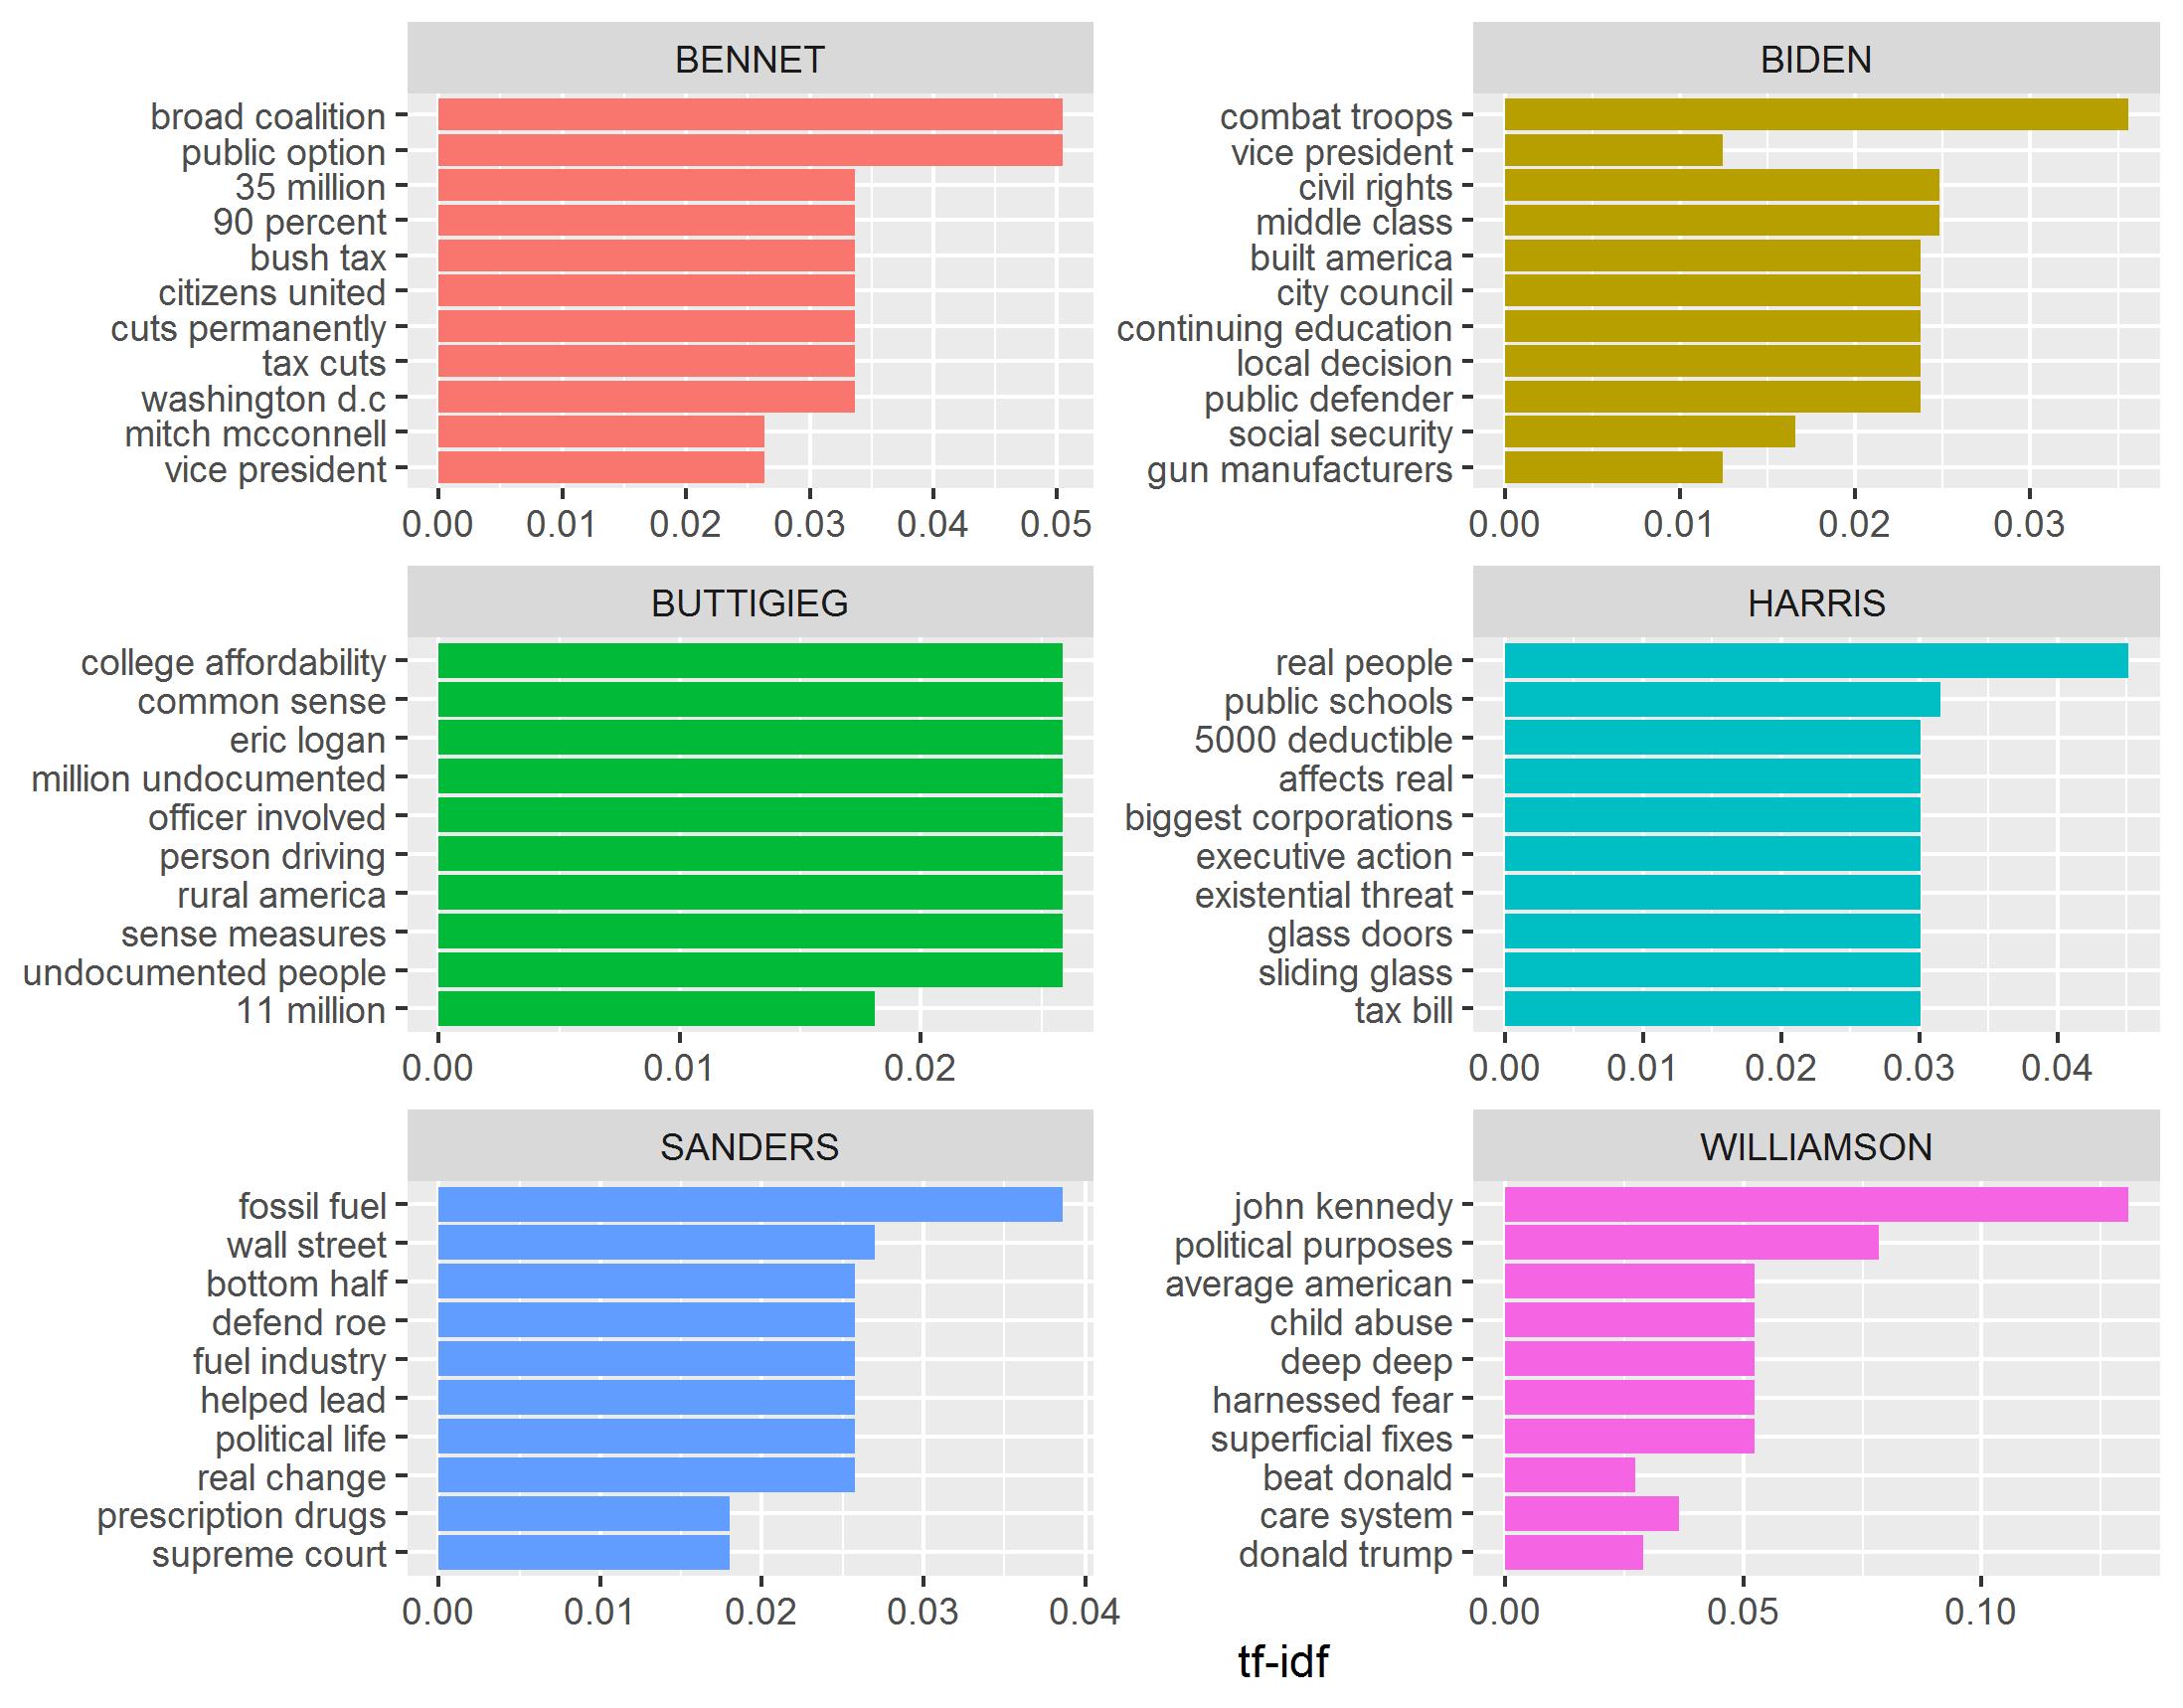 BENNET
broad coalition
public option
35 million
90 percent
bush tax
citizens united
cuts permanently
tax cuts
washington d.c
mitch mcconnell
vice president
0.00 0.01 0.02 0.03 0.04 0.05
BIDEN
combat troops
vice president
civil rights
middle class
built america
city council
continuing education
local decision
public defender
social security
gun manufacturers
0.00 0.01 0.02 0.03
BUTTIGIEG
college affordability
common sense
eric logan
million undocumented
officer involved
person driving
rural america
sense measures
undocumented people
11 million
0.00 0.01 0.02
HARRIS
real people
public schools
5000 deductible
affects real
biggest corporations
executive action
existential threat
glass doors
sliding glass
tax bill
0.00 0.01 0.02 0.03 0.04
SANDERS
fossil fuel
wall street
bottom half
defend roe
fuel industry
helped lead
political life
real change
prescription drugs
supreme court
0.00 0.01 0.02 0.03 0.04
WILLIAMSON
john kennedy
political purposes
average american
child abuse
deep deep
harnessed fear
superficial fixes
beat donald
care system
donald trump
0.00 0.05 0.10
tf-idf